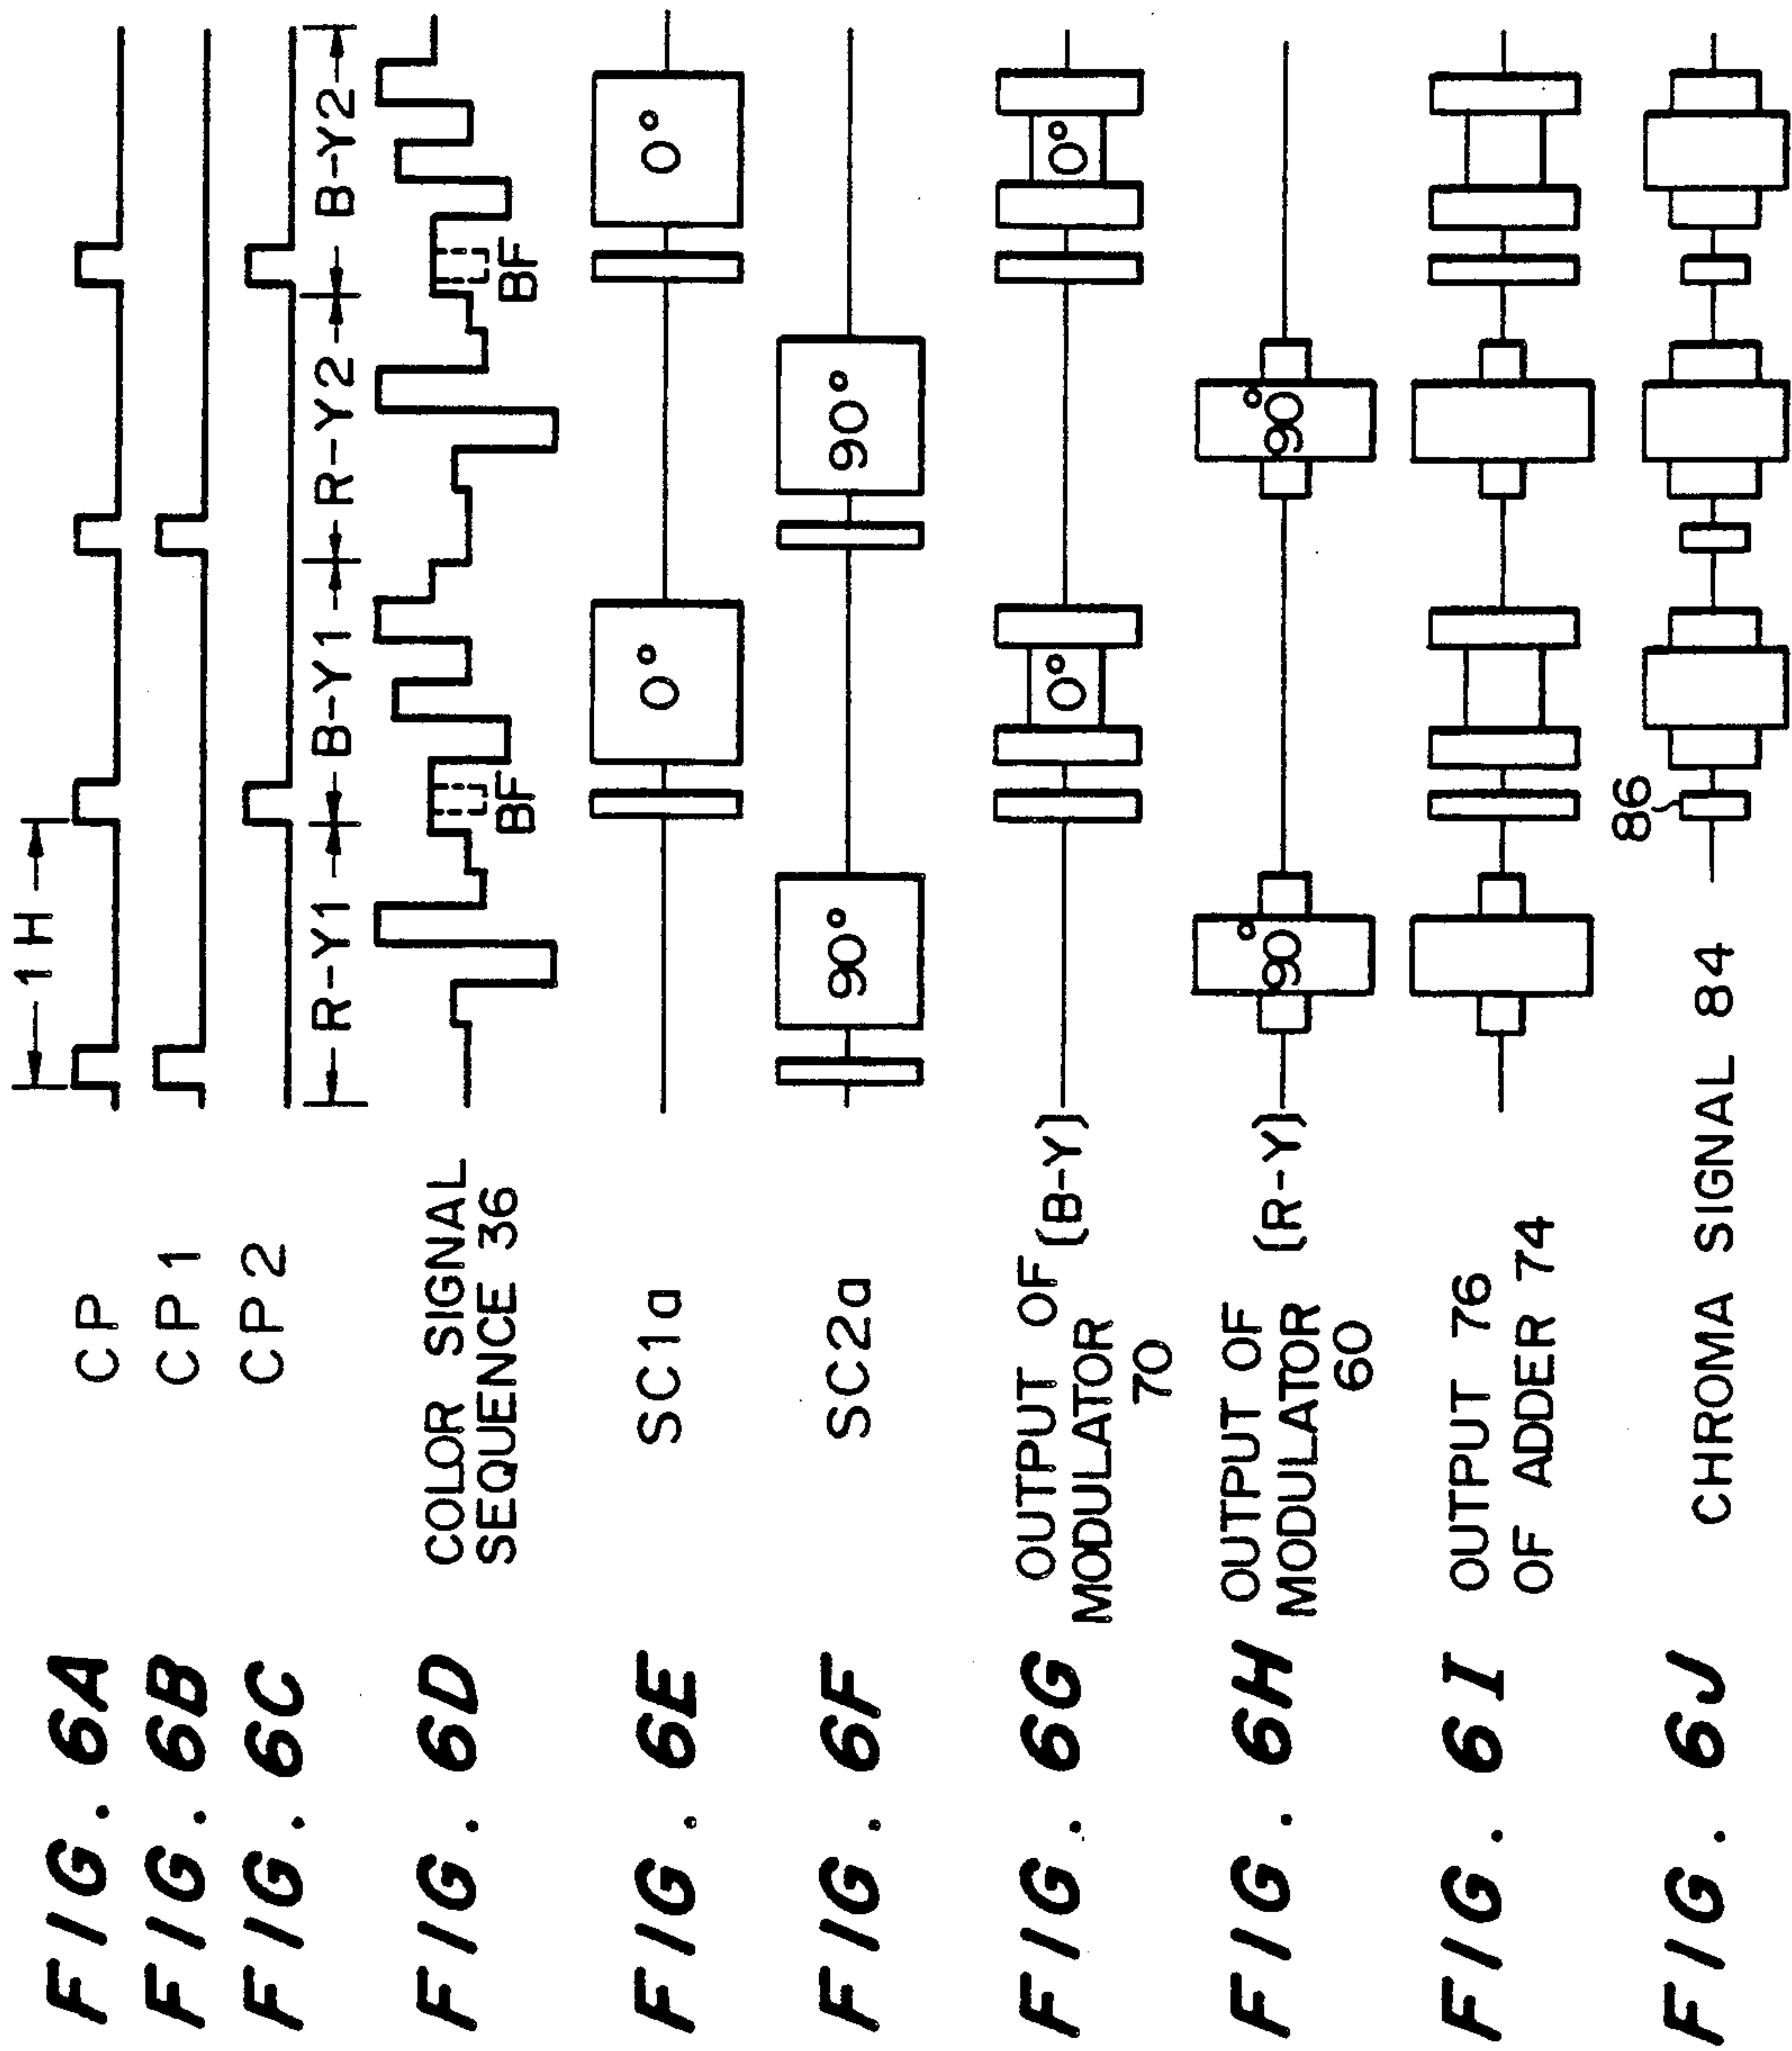 FIG. 6A CP
1H
FIG. 6B CP1
FIG. 6C CP2
R-Y1 B-Y1 R-Y2 B-Y2
FIG. 6D COLOR SIGNAL
SEQUENCE 36
BF BF
FIG. 6E SC1a 0° 0°
FIG. 6F SC2a 90° 90°
FIG. 6G OUTPUT OF (B-Y) 0° 0°
MODULATOR
70
FIG. 6H OUTPUT OF (R-Y) 90° 90°
MODULATOR
60
FIG. 6I OUTPUT 76
OF ADDER 74
86
FIG. 6J CHROMA SIGNAL 84